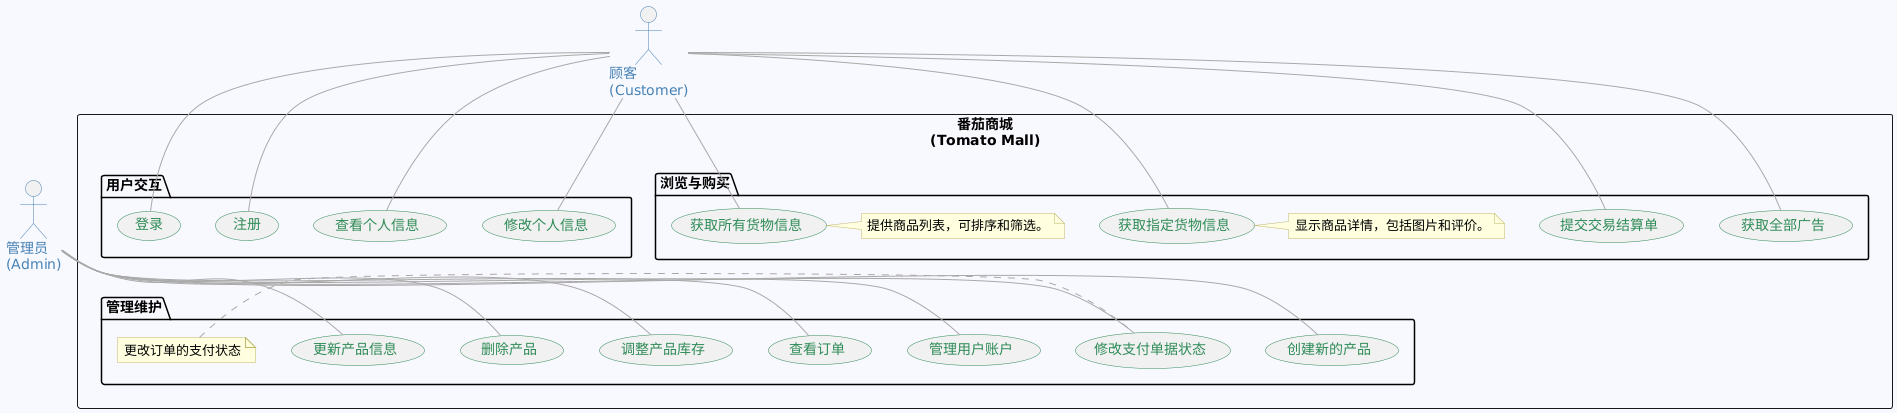 顾客
(Customer)
番茄商城
(Tomato Mall)
用户交互
浏览与购买
登录
注册
查看个人信息
修改个人信息
获取所有货物信息
提供商品列表，可排序和筛选。
获取指定货物信息
显示商品详情，包括图片和评价。
提交交易结算单
获取全部广告
管理员
(Admin)
管理维护
更改订单的支付状态
更新产品信息
删除产品
调整产品库存
查看订单
管理用户账户
修改支付单据状态
创建新的产品